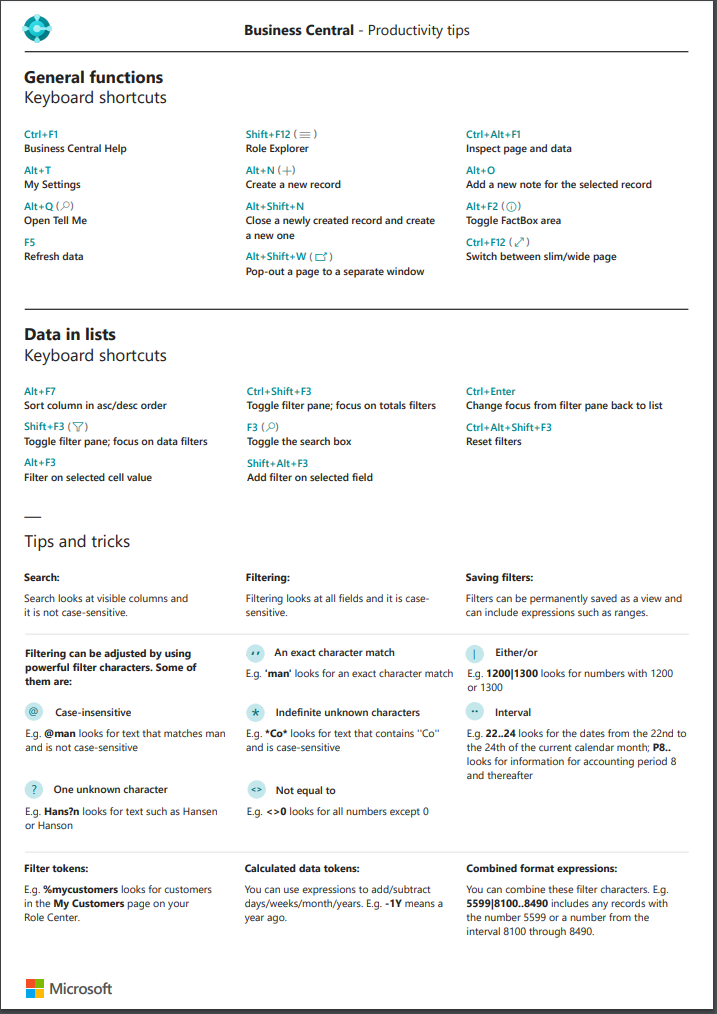 Business Central - Productivity tips
General functions
Keyboard shortcuts
Ctrl+F1
Business Central Help
Alt+T
My Settings
Alt+Q ( )
Open Tell Me
F5
Refresh data
Shift+F12 ( )
Role Explorer
Alt+N (+)
Create a new record
Alt+Shift+N
Close a newly created record and create
a new one
Alt+Shift+W ( )
Pop-out a page to a separate window
Ctrl+Alt+F1
Inspect page and data
Alt+O
Add a new note for the selected record
Alt+F2 ( )
Toggle FactBox area
Ctrl+F12 ( )
Switch between slim/wide page
Data in lists
Keyboard shortcuts
Alt+F7
Sort column in asc/desc order
Shift+F3 ( )
Toggle filter pane; focus on data filters
Alt+F3
Filter on selected cell value
Ctrl+Shift+F3
Toggle filter pane; focus on totals filters
F3 ( )
Toggle the search box
Shift+Alt+F3
Add filter on selected field
Ctrl+Enter
Change focus from filter pane back to list
Ctrl+Alt+Shift+F3
Reset filters
Tips and tricks
Search:
Search looks at visible columns and
it is not case-sensitive.
Filtering:
Filtering looks at all fields and it is case-
sensitive.
Saving filters:
Filters can be permanently saved as a view and
can include expressions such as ranges.
Filtering can be adjusted by using
powerful filter characters. Some of
them are:
‘‘ An exact character match
E.g. 'man' looks for an exact character match
| Either/or
E.g. 1200|1300 looks for numbers with 1200
or 1300
@ Case-insensitive
E.g. @man looks for text that matches man
and is not case-sensitive
* Indefinite unknown characters
E.g. *Co* looks for text that contains "Co"
and is case-sensitive
.. Interval
E.g. 22..24 looks for the dates from the 22nd to
the 24th of the current calendar month; P8..
looks for information for accounting period 8
and thereafter
? One unknown character
E.g. Hans?n looks for text such as Hansen
or Hanson
<> Not equal to
E.g. <>0 looks for all numbers except 0
Filter tokens:
E.g. %mycustomers looks for customers
in the My Customers page on your
Role Center.
Calculated data tokens:
You can use expressions to add/subtract
days/weeks/month/years. E.g. -1Y means a
year ago.
Combined format expressions:
You can combine these filter characters. E.g.
5599|8100..8490 includes any records with
the number 5599 or a number from the
interval 8100 through 8490.
Microsoft